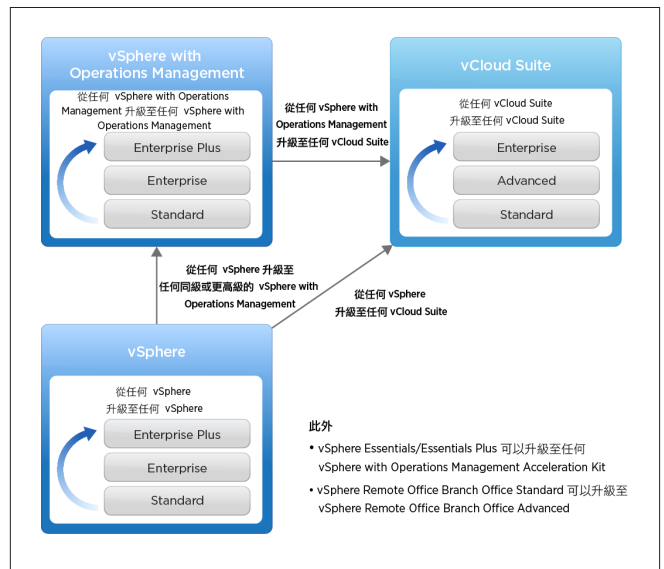 vSphere with
Operations Management
從任何 vSphere with Operations
Management 升級至任何 vSphere with
Operations Management
Enterprise Plus
Enterprise
Standard
從任何 vSphere with
Operations Management
升級至任何 vCloud Suite
vCloud Suite
從任何 vCloud Suite
升級至任何 vCloud Suite
Enterprise
Advanced
Standard
從任何 vSphere 升級至
任何同級或更高級的 vSphere with
Operations Management
從任何 vSphere
升級至任何 vCloud Suite
vSphere
從任何 vSphere
升級至任何 vSphere
Enterprise Plus
Enterprise
Standard
此外
• vSphere Essentials/Essentials Plus 可以升級至任何
vSphere with Operations Management Acceleration Kit
• vSphere Remote Office Branch Office Standard 可以升級至
vSphere Remote Office Branch Office Advanced